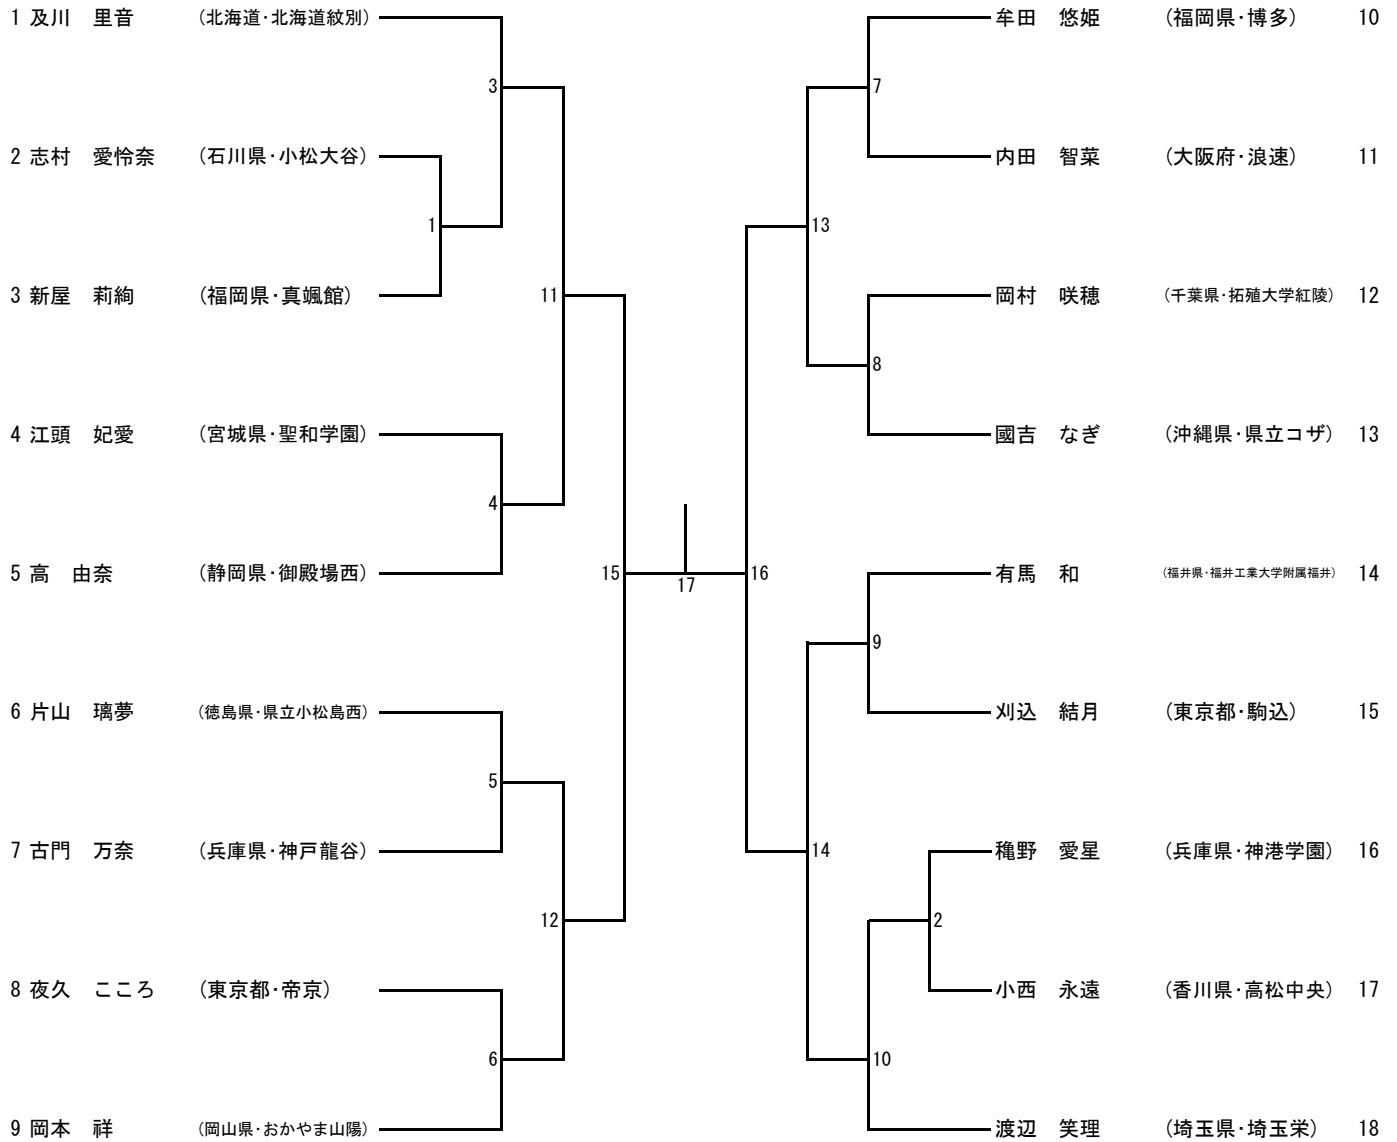 1 及川　里音 (北海道･北海道紋別)
2 志村　愛怜奈 (石川県･小松大谷)
3 新屋　莉絢 (福岡県･真颯館)
4 江頭　妃愛 (宮城県･聖和学園)
5 高　由奈 (静岡県･御殿場西)
6 片山　璃夢 (徳島県･県立小松島西)
7 古門　万奈 (兵庫県･神戸龍谷)
8 夜久　こころ (東京都･帝京)
9 岡本　祥 (岡山県･おかやま山陽)
3
1
11
4
15
5
12
6
17
16
7
13
8
9
14
2
10
牟田　悠姫 (福岡県･博多) 10
内田　智菜 (大阪府･浪速) 11
岡村　咲穂 (千葉県･拓殖大学紅陵) 12
國吉　なぎ (沖縄県･県立コザ) 13
有馬　和 (福井県･福井工業大学附属福井) 14
刈込　結月 (東京都･駒込) 15
穐野　愛星 (兵庫県･神港学園) 16
小西　永遠 (香川県･高松中央) 17
渡辺　笑理 (埼玉県･埼玉栄) 18